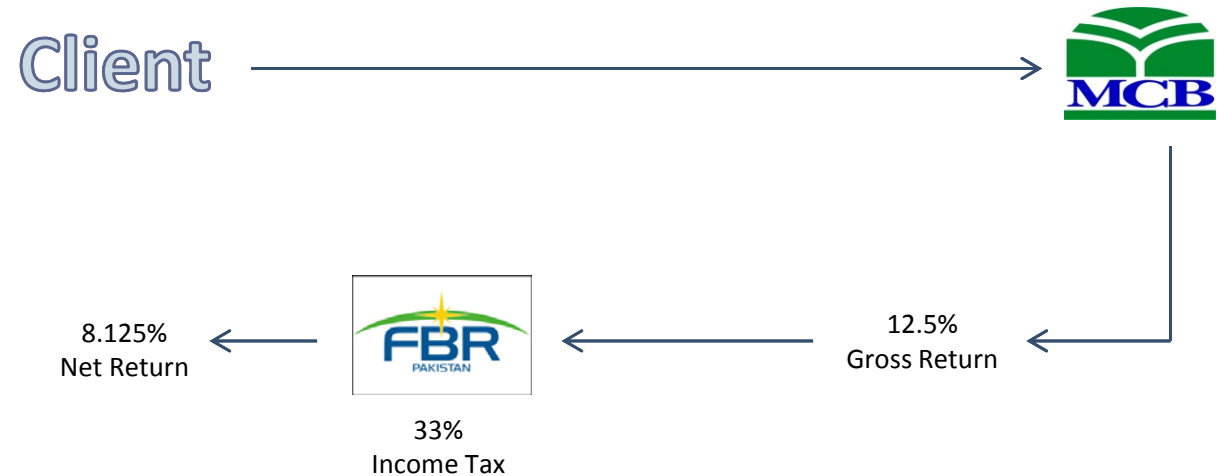 Client
MCB
12.5%
Gross Return
FBR
PAKISTAN
33%
Income Tax
8.125%
Net Return